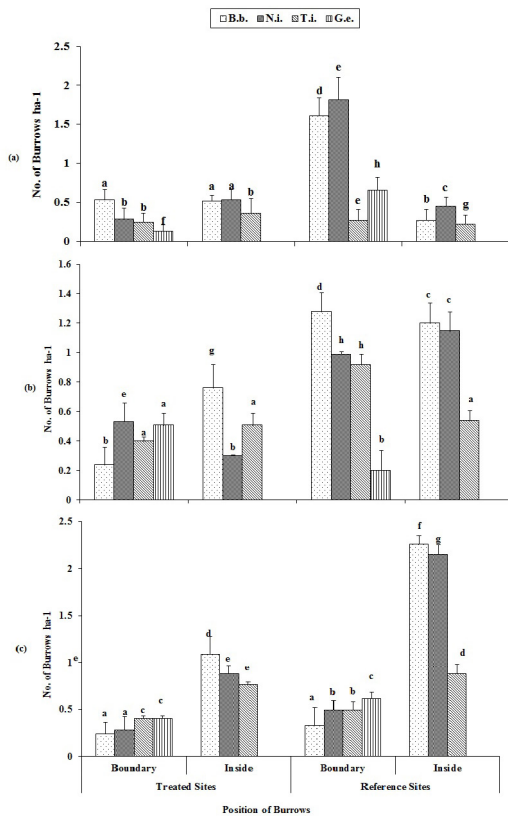 B.b. N.i. T.i. G.e.
(a)
No. of Burrows ha-1
2.5
2
1.5
1
0.5
0
a b b f a a b d e e h b c g
(b)
No. of Burrows ha-1
1.6
1.4
1.2
1
0.8
0.6
0.4
0.2
0
b e a a g b a d h h b c c a
(c)
No. of Burrows ha-1
2.5
2
1.5
1
0.5
0
e
a a c c d e e a b b c f g d
Boundary Inside Boundary Inside
Treated Sites Reference Sites
Position of Burrows